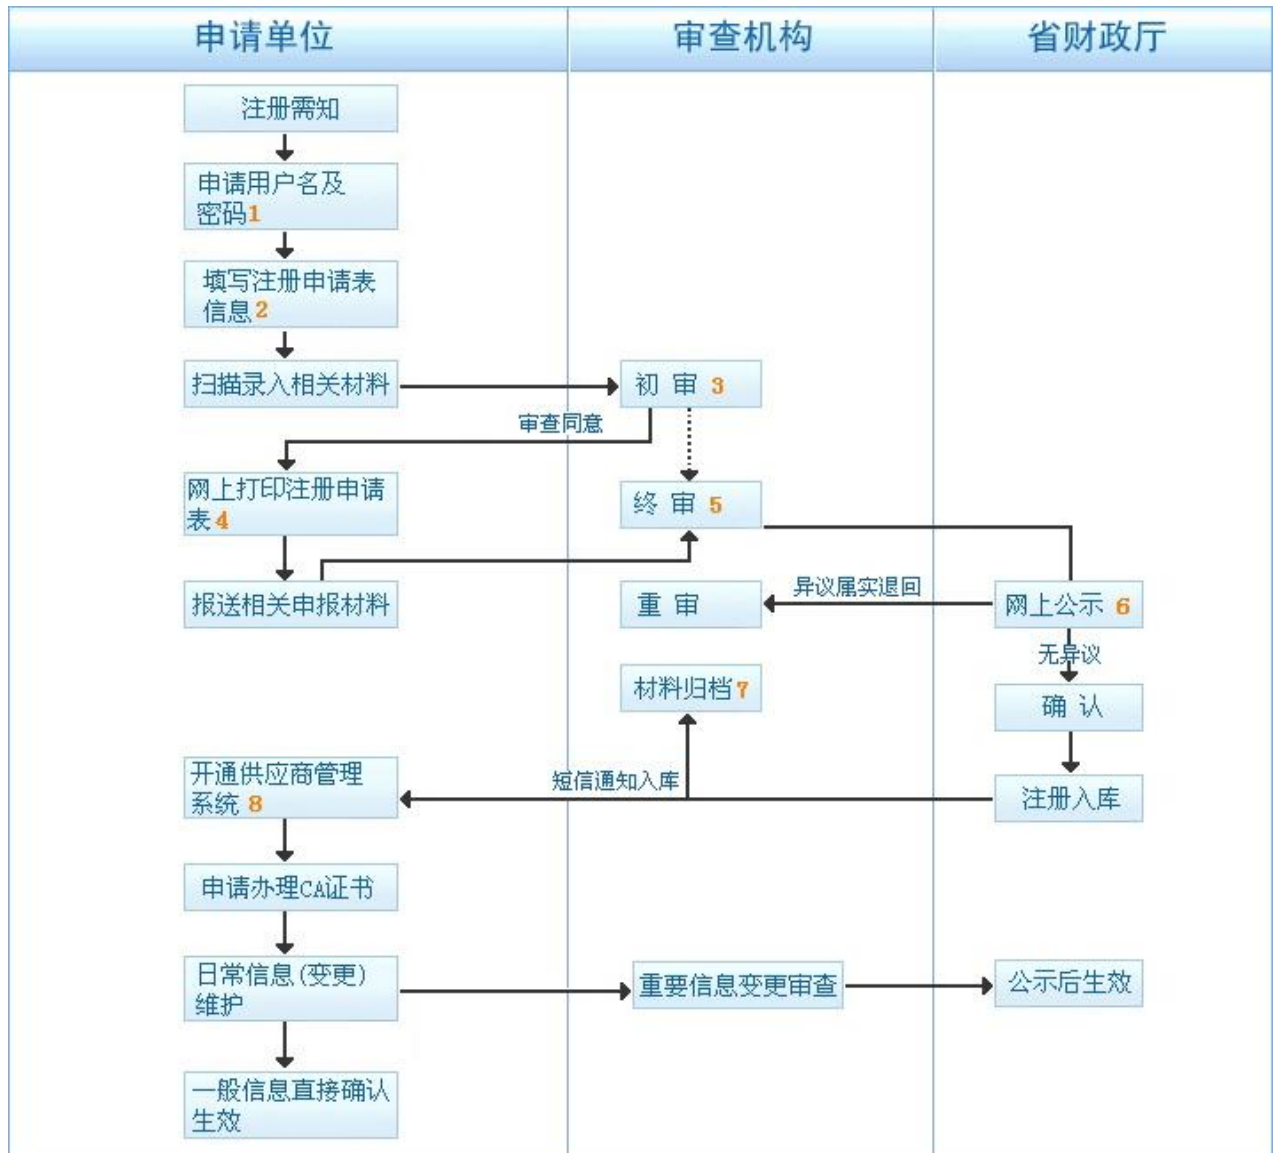 申请单位
审查机构
省财政厅
注册需知
申请用户名及
密码1
填写注册申请表
信息2
扫描录入相关材料
初 审 3
审查同意
网上打印注册申请
表4
终 审 5
报送相关申报材料
重 审
异议属实退回
网上公示 6
无异议
材料归档7
确 认
开通供应商管理
系统 8
短信通知入库
注册入库
申请办理CA证书
日常信息(变更)
维护
重要信息变更审查
公示后生效
一般信息直接确认
生效